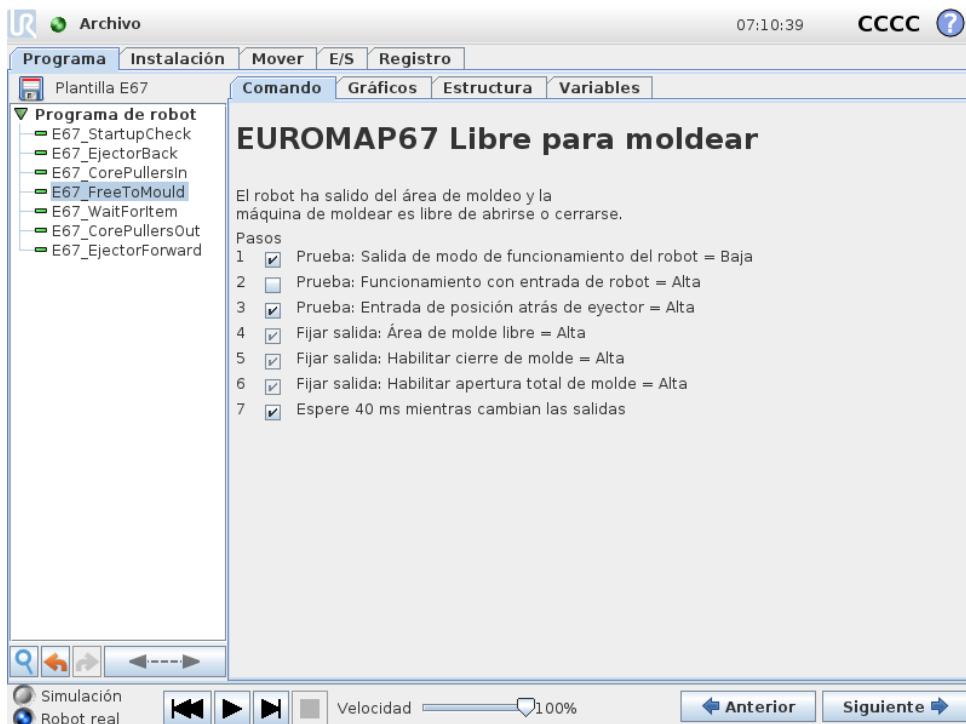 UR Archivo 07:10:39 CCCC ?
Programa Instalación Mover E/S Registro
Plantilla E67 Comando Gráficos Estructura Variables
Programa de robot
E67_StartupCheck
E67_EjectorBack
E67_CorePullersIn
E67_FreeToMould
E67_WaitForItem
E67_CorePullersOut
E67_EjectorForward
EUROMAP67 Libre para moldear
El robot ha salido del área de moldeo y la
máquina de moldear es libre de abrirse o cerrarse.
Pasos
1 Prueba: Salida de modo de funcionamiento del robot = Baja
2 Prueba: Funcionamiento con entrada de robot = Alta
3 Prueba: Entrada de posición atrás de eyector = Alta
4 Fijar salida: Área de molde libre = Alta
5 Fijar salida: Habilitar cierre de molde = Alta
6 Fijar salida: Habilitar apertura total de molde = Alta
7 Espere 40 ms mientras cambian las salidas
Simulación
Robot real
Velocidad 100%
Anterior Siguiente